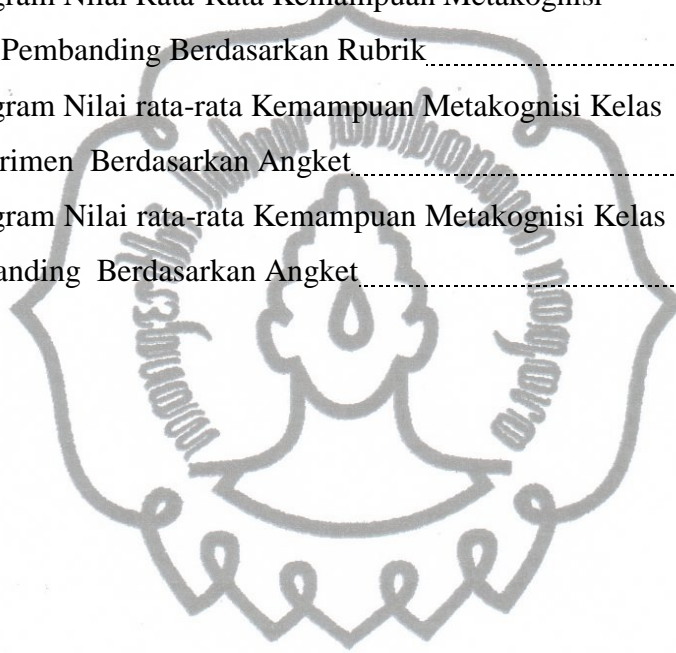 gram Nilai Rata-Rata Kemampuan Metakognisi
Pembanding Berdasarkan Rubrik
gram Nilai rata-rata Kemampuan Metakognisi Kelas
rimen Berdasarkan Angket
gram Nilai rata-rata Kemampuan Metakognisi Kelas
anding Berdasarkan Angket